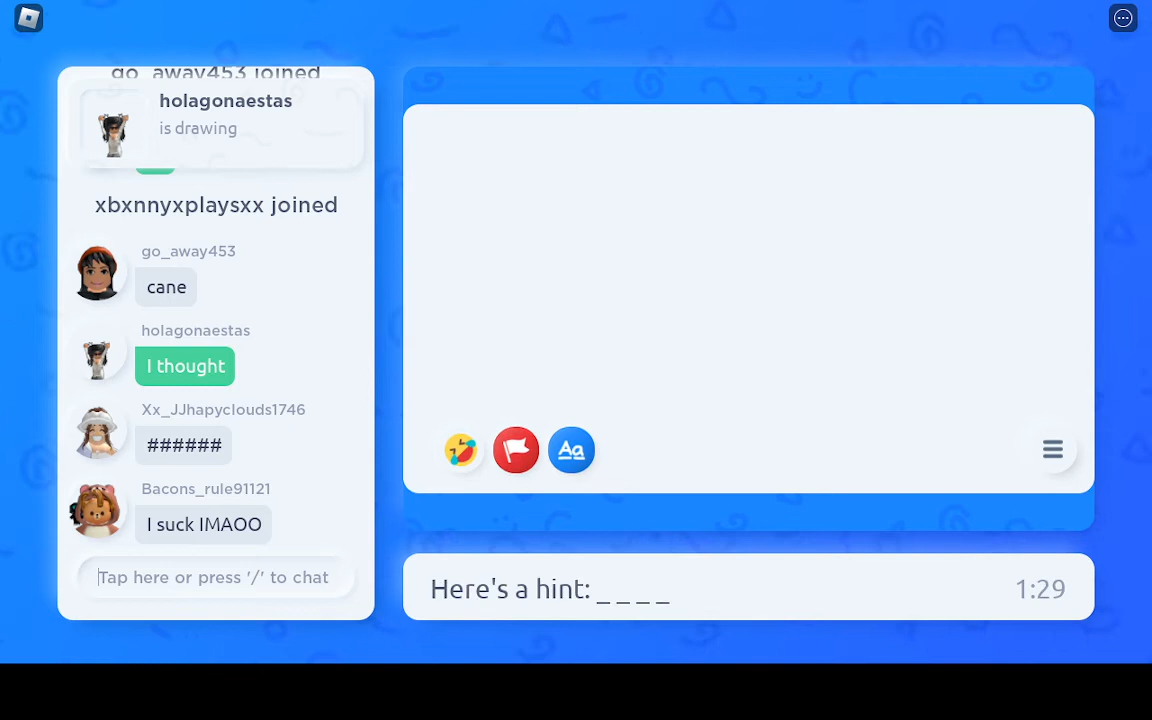 go_away453 joined
holagonaestas
is drawing
xbxnnyxplaysxx joined
go_away453
cane
holagonaestas
I thought
Xx_JJhapyclouds1746
######
Bacons_rule91121
I suck IMAOO
Tap here or press '/' to chat
Aa
Here's a hint: _ _ _ _
1:29